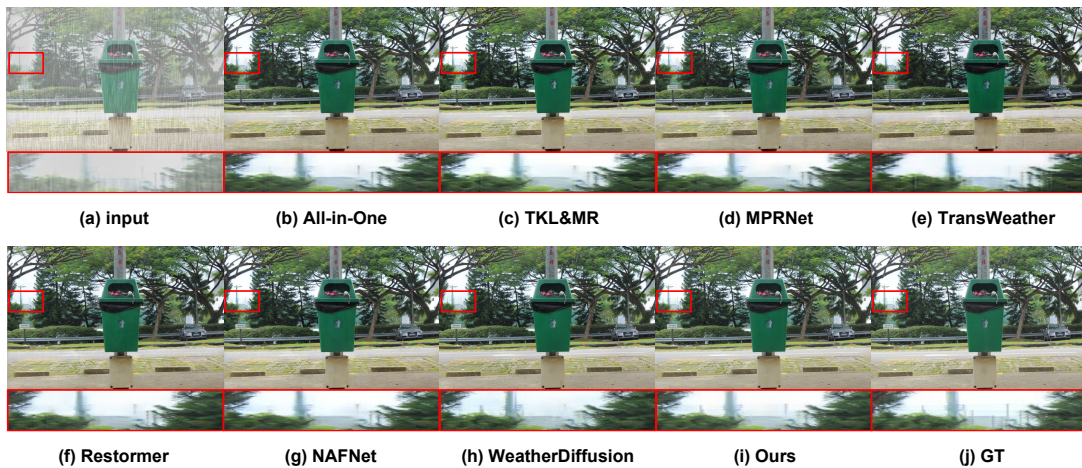 (a) input
(b) All-in-One
(c) TKL&MR
(d) MPRNet
(e) TransWeather
(f) Restormer
(g) NAFNet
(h) WeatherDiffusion
(i) Ours
(j) GT